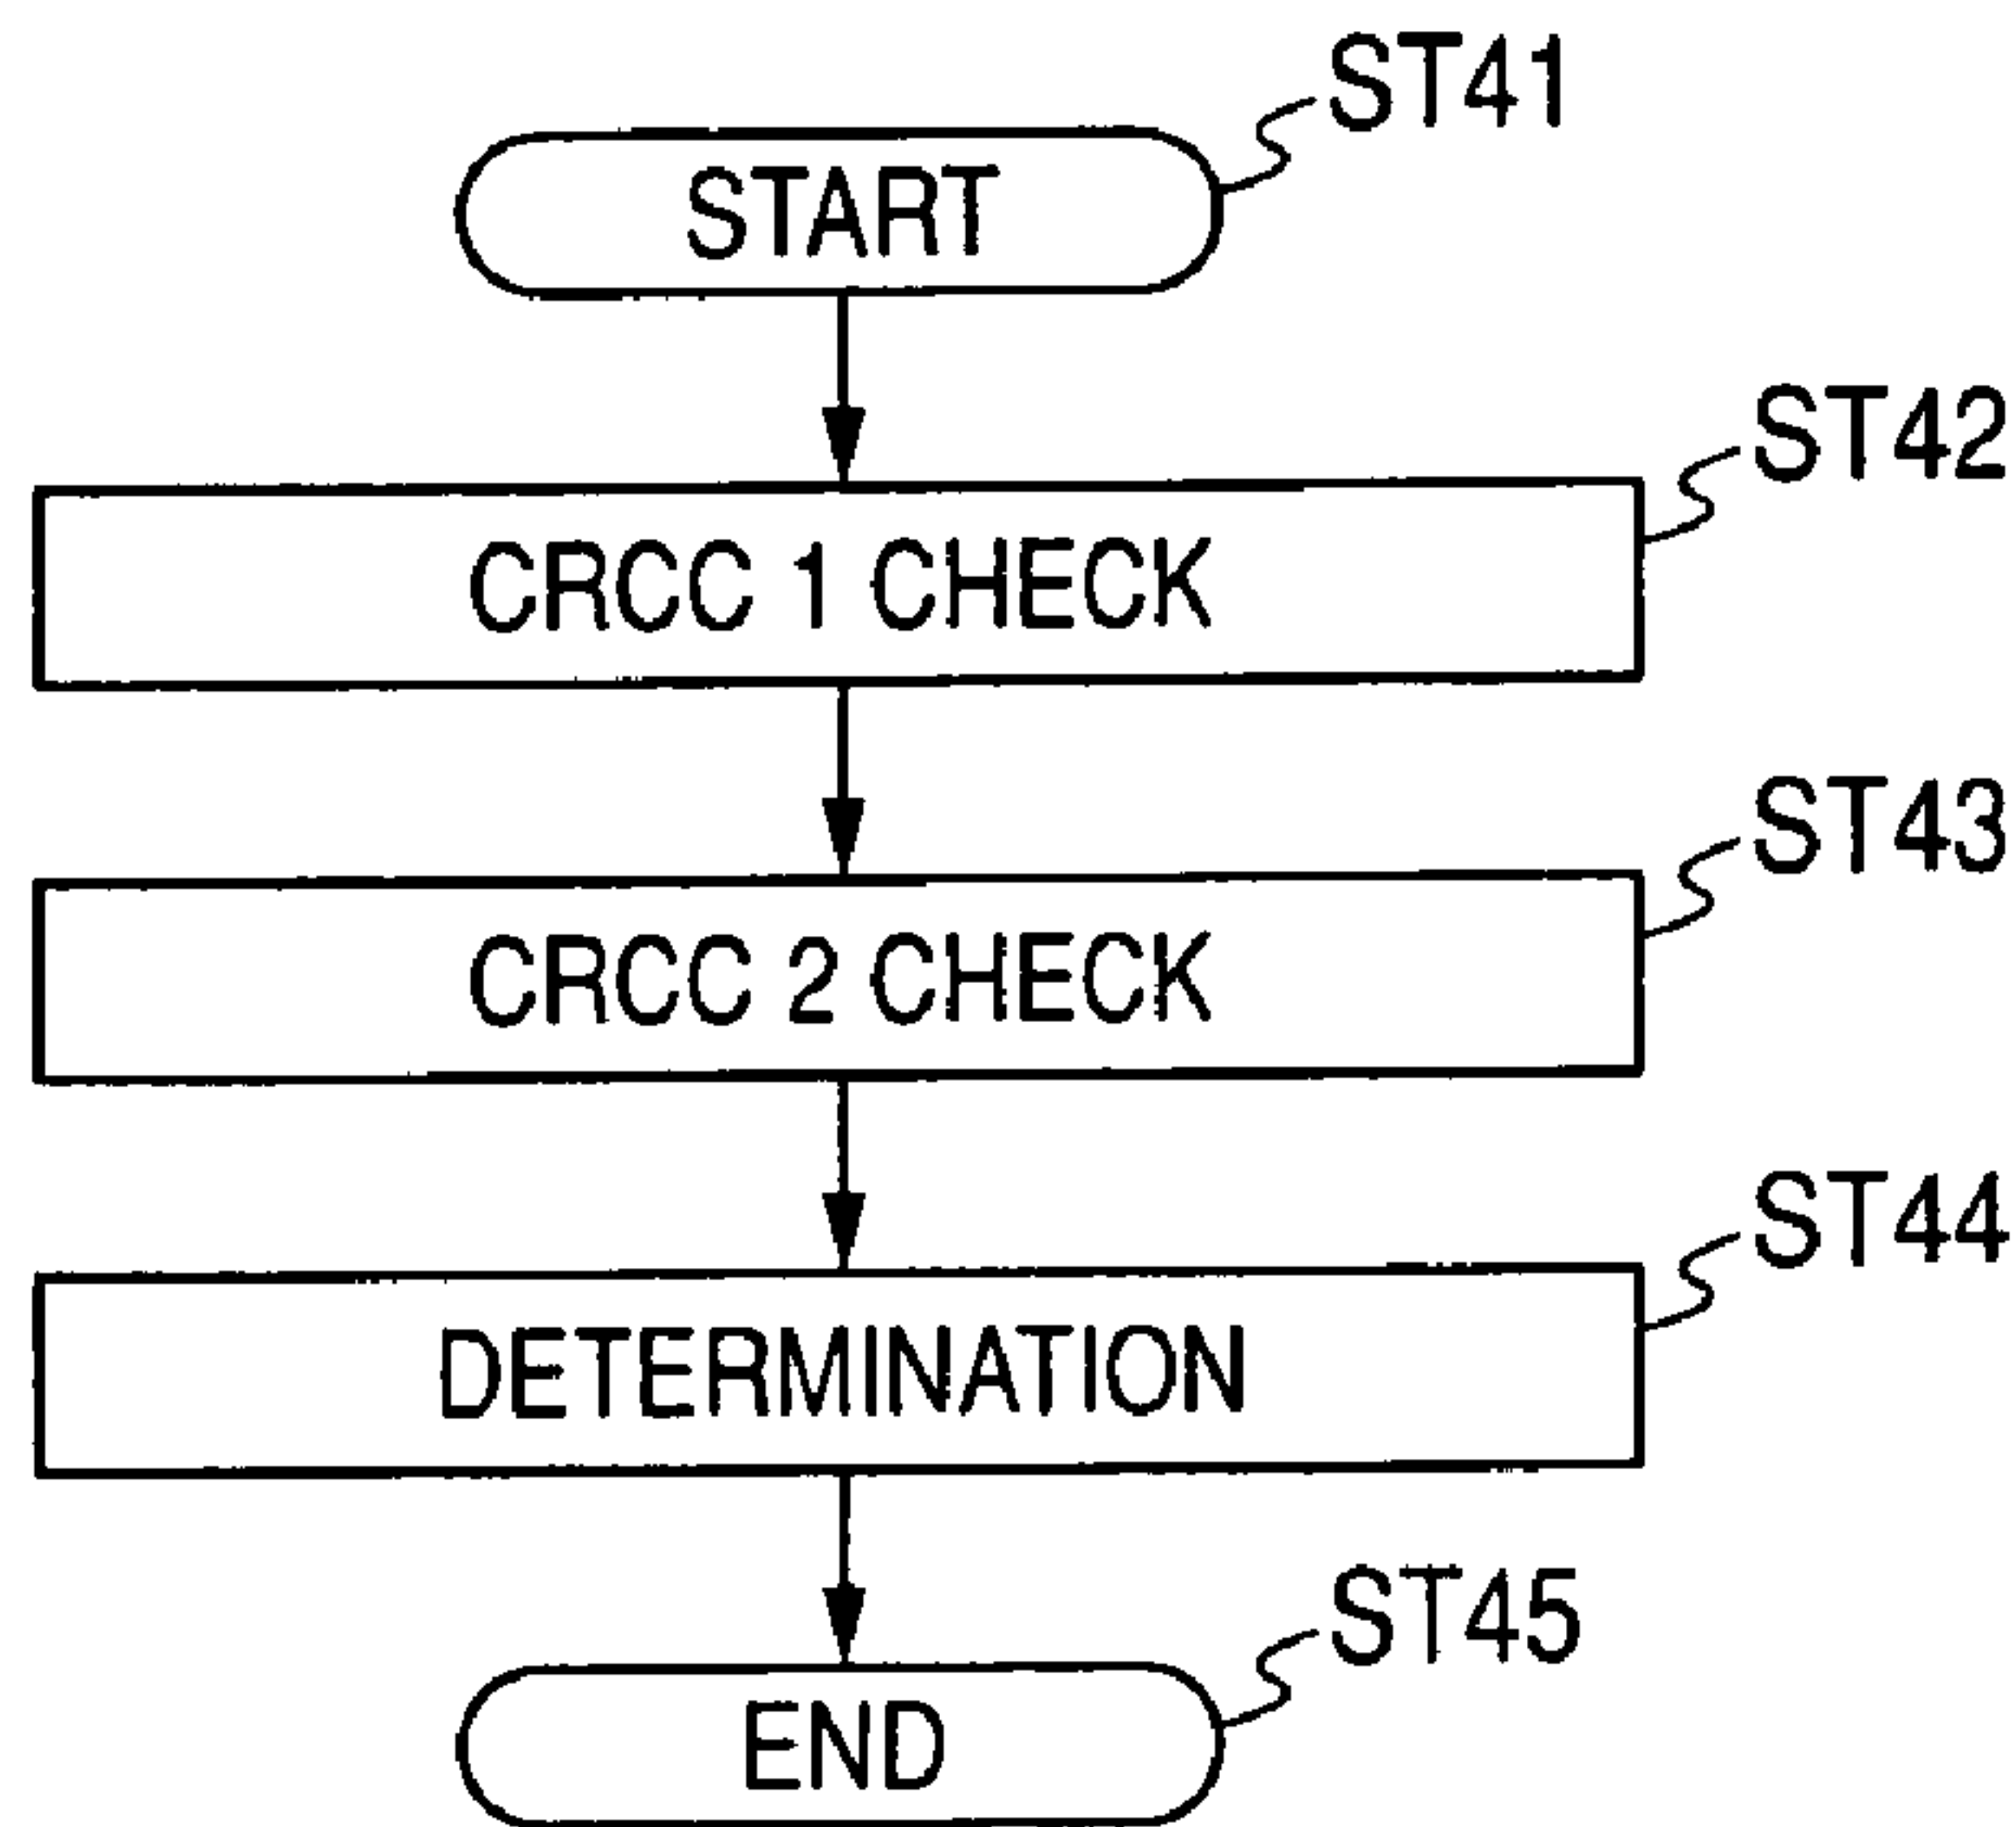 ST41
START
ST42
CRCC 1 CHECK
ST43
CRCC 2 CHECK
ST44
DETERMINATION
ST45
END